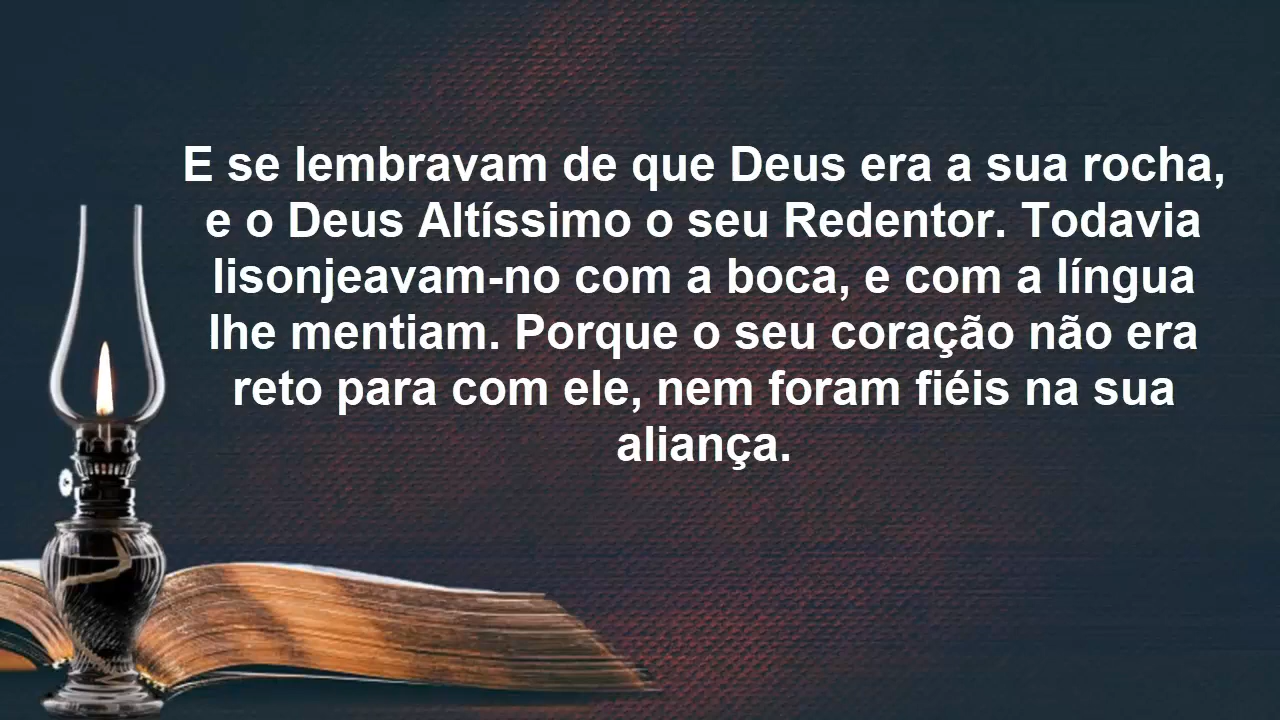 E se lembravam de que Deus era a sua rocha,
e o Deus Altíssimo o seu Redentor. Todavia
lisonjeavam-no com a boca, e com a língua
lhe mentiam. Porque o seu coração não era
reto para com ele, nem foram fiéis na sua
aliança.